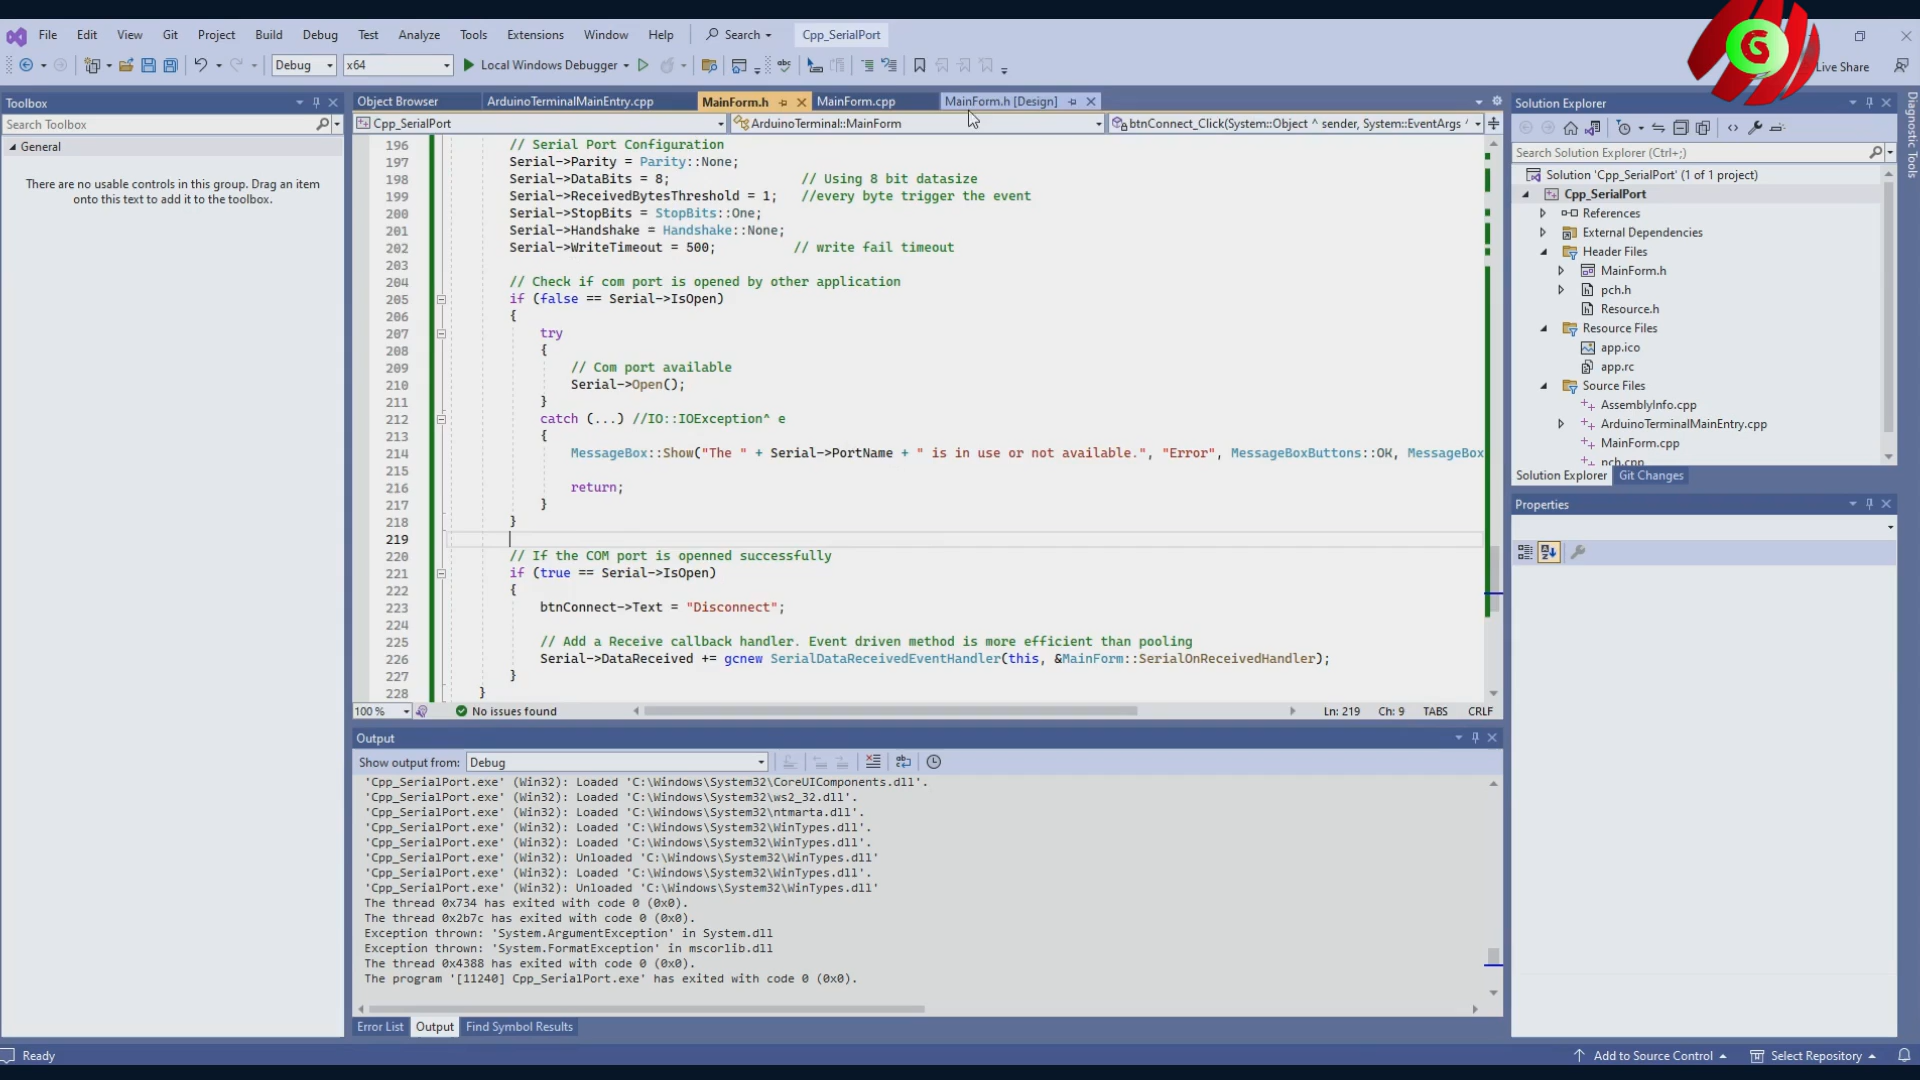 File Edit View Git Project Build Debug Test Analyze Tools Extensions Window Help Search Cpp_SerialPort
Debug x64 Local Windows Debugger Live Share
G
Toolbox
Search Toolbox
General
There are no usable controls in this group. Drag an item
onto this text to add it to the toolbox.
Object Browser ArduinoTerminalMainEntry.cpp MainForm.h MainForm.cpp MainForm.h [Design]
Cpp_SerialPort ArduinoTerminal::MainForm btnConnect_Click(System::Object ^ sender, System::EventArgs ^
196 // Serial Port Configuration
197 Serial->Parity = Parity::None;
198 Serial->DataBits = 8; // Using 8 bit datasize
199 Serial->ReceivedBytesThreshold = 1; //every byte trigger the event
200 Serial->StopBits = StopBits::One;
201 Serial->Handshake = Handshake::None;
202 Serial->WriteTimeout = 500; // write fail timeout
203
204 // Check if com port is opened by other application
205 if (false == Serial->IsOpen)
206 {
207 try
208 {
209 // Com port available
210 Serial->Open();
211 }
212 catch (...) //IO::IOException^ e
213 {
214 MessageBox::Show("The " + Serial->PortName + " is in use or not available.", "Error", MessageBoxButtons::OK, MessageBox
215
216 return;
217 }
218 }
219
220 // If the COM port is openned successfully
221 if (true == Serial->IsOpen)
222 {
223 btnConnect->Text = "Disconnect";
224
225 // Add a Receive callback handler. Event driven method is more efficient than pooling
226 Serial->DataReceived += gcnew SerialDataReceivedEventHandler(this, &MainForm::SerialOnReceivedHandler);
227 }
228 }
100 % No issues found Ln: 219 Ch: 9 TABS CRLF
Output
Show output from: Debug
'Cpp_SerialPort.exe' (Win32): Loaded 'C:\Windows\System32\CoreUIComponents.dll'.
'Cpp_SerialPort.exe' (Win32): Loaded 'C:\Windows\System32\ws2_32.dll'.
'Cpp_SerialPort.exe' (Win32): Loaded 'C:\Windows\System32\ntmarta.dll'.
'Cpp_SerialPort.exe' (Win32): Loaded 'C:\Windows\System32\WinTypes.dll'.
'Cpp_SerialPort.exe' (Win32): Loaded 'C:\Windows\System32\WinTypes.dll'.
'Cpp_SerialPort.exe' (Win32): Unloaded 'C:\Windows\System32\WinTypes.dll'
'Cpp_SerialPort.exe' (Win32): Loaded 'C:\Windows\System32\WinTypes.dll'.
'Cpp_SerialPort.exe' (Win32): Unloaded 'C:\Windows\System32\WinTypes.dll'
The thread 0x734 has exited with code 0 (0x0).
The thread 0x2b7c has exited with code 0 (0x0).
Exception thrown: 'System.ArgumentException' in System.dll
Exception thrown: 'System.FormatException' in mscorlib.dll
The thread 0x4388 has exited with code 0 (0x0).
The program '[11240] Cpp_SerialPort.exe' has exited with code 0 (0x0).
Error List Output Find Symbol Results
Solution Explorer
Search Solution Explorer (Ctrl+;)
Solution 'Cpp_SerialPort' (1 of 1 project)
Cpp_SerialPort
References
External Dependencies
Header Files
MainForm.h
pch.h
Resource.h
Resource Files
app.ico
app.rc
Source Files
AssemblyInfo.cpp
ArduinoTerminalMainEntry.cpp
MainForm.cpp
pch.cpp
Solution Explorer Git Changes
Properties
Diagnostic Tools
Ready Add to Source Control Select Repository